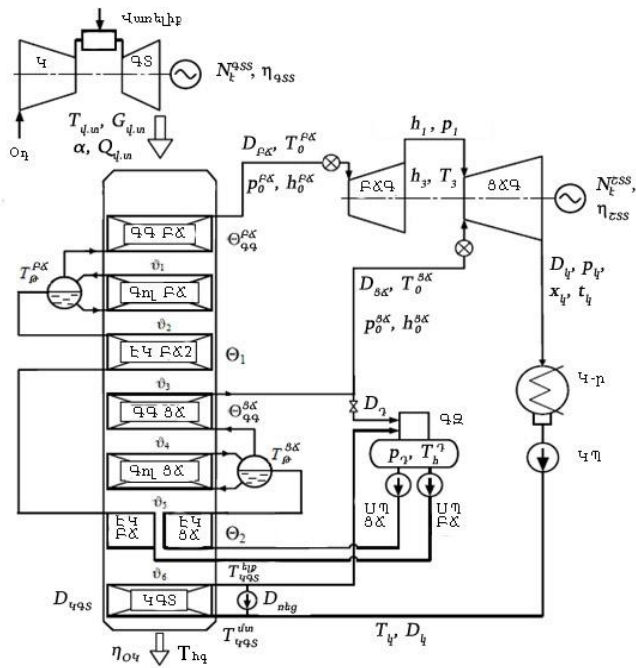 Վառելիք
Կ
ԳՏ
Օդ
N_է^ԳՏՏ, η_ԳՏՏ
T_վ.տ, G_վ.տ
α, Q_վ.տ
D_ԲՃ, T_0^ԲՃ
p_0^ԲՃ, h_0^ԲՃ
h_1, p_1
ԲՃԳ
h_3, T_3
ՑՃԳ
N_է^ՇՏՏ,
η_ՇՏՏ
ԳԳ ԲՃ
Θ_ԳԳ^ԲՃ
T_թ^ԲՃ
ϑ_1
Գոլ ԲՃ
ϑ_2
ԷԿ ԲՃ2
Θ_1
ϑ_3
ԳԳ ՑՃ
Θ_ԳԳ^ՑՃ
ϑ_4
Գոլ ՑՃ
T_թ^ՑՃ
ϑ_5
ԷԿ ԲՃ
ԷԿ ՑՃ
Θ_2
ϑ_6
D_ԿԳՏ
ԿԳՏ
T_ԿԳՏ^ելք
D_ռեց
T_ԿԳՏ^մտ
η_ՕԿ
T_հգ
D_ՑՃ, T_0^ՑՃ
p_0^ՑՃ, h_0^ՑՃ
D_Դ
ԳԶ
p_Դ, T_h^Դ
ՍՊ ՑՃ
ՍՊ ԲՃ
D_կ, p_կ,
x_կ, t_կ
Կ-ր
ԿՊ
T_կ, D_կ